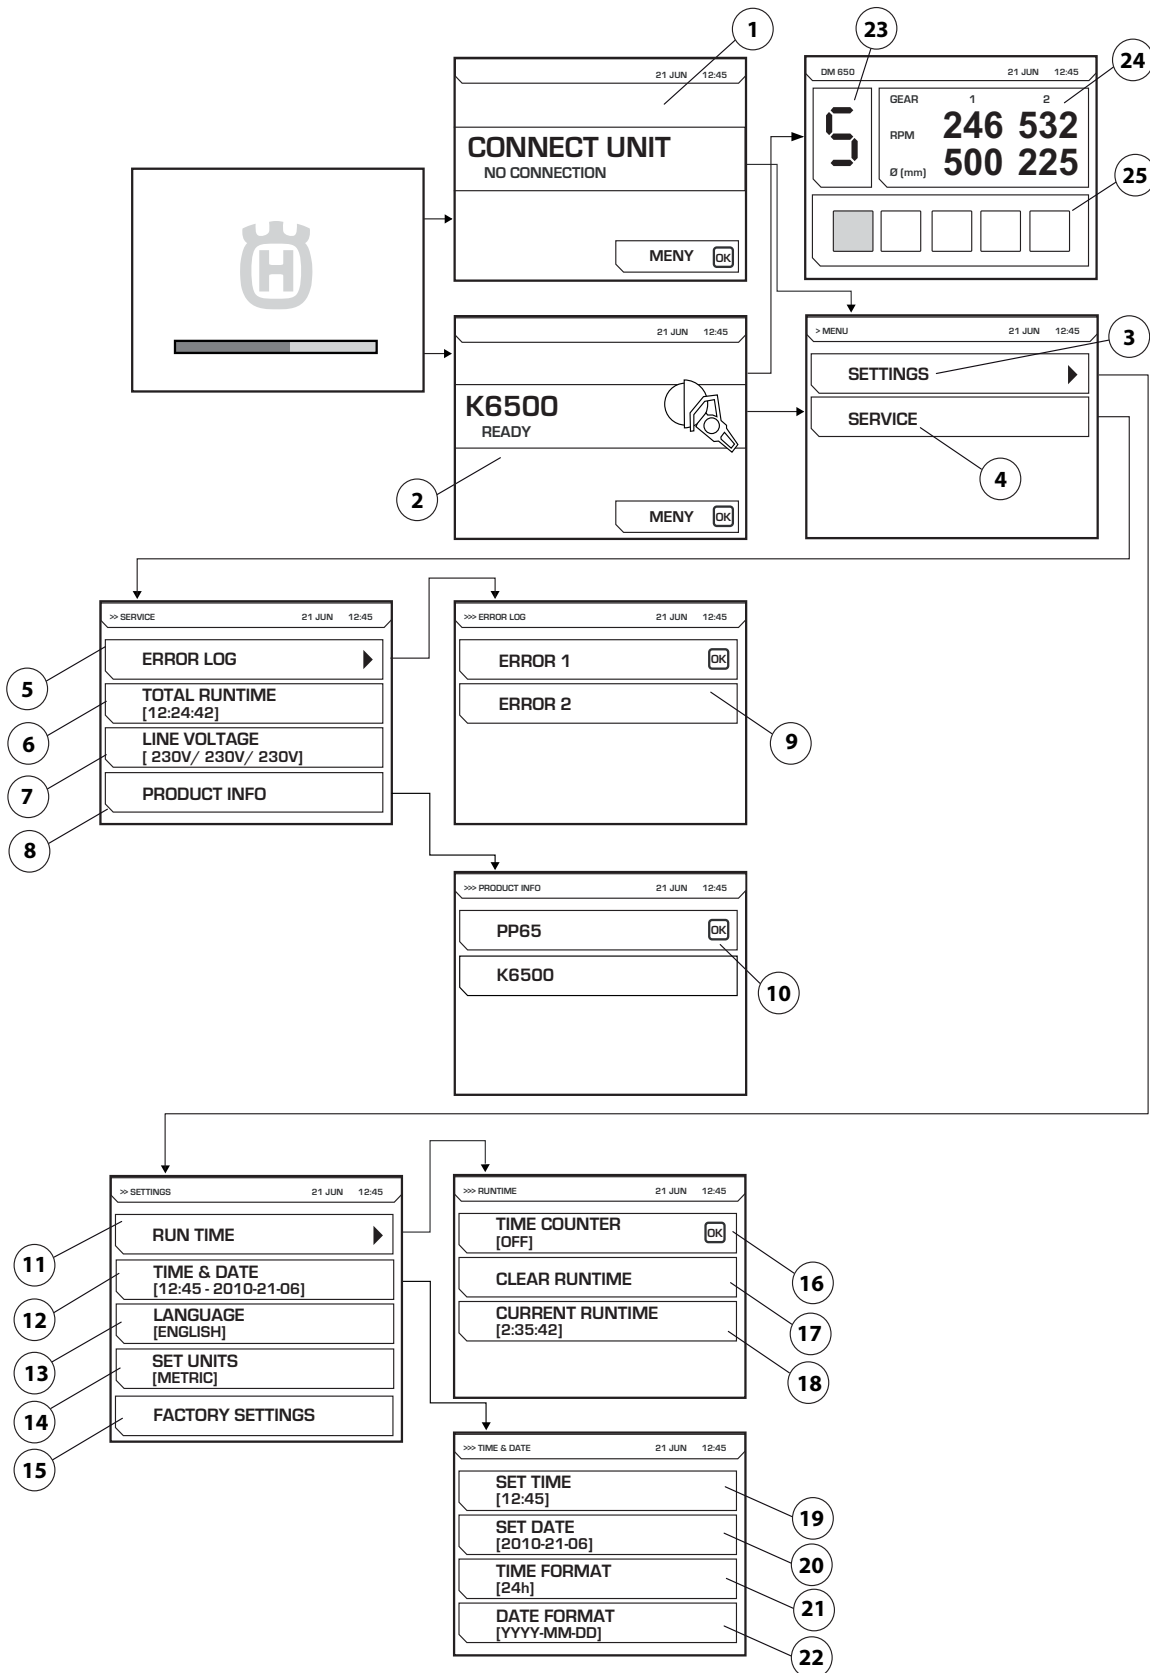 1
21 JUN 12:45
CONNECT UNIT
NO CONNECTION
MENY OK
23
24
DM 650 21 JUN 12:45
5
GEAR 1 2
RPM 246 532
Ø (mm) 500 225
25
H
21 JUN 12:45
K6500
READY
2
MENY OK
> MENU 21 JUN 12:45
3
SETTINGS
SERVICE
4
>> SERVICE 21 JUN 12:45
5
ERROR LOG
6
TOTAL RUNTIME
[12:24:42]
7
LINE VOLTAGE
[ 230V/ 230V/ 230V]
8
PRODUCT INFO
>>> ERROR LOG 21 JUN 12:45
ERROR 1 OK
ERROR 2
9
>>> PRODUCT INFO 21 JUN 12:45
PP65 OK
K6500
10
>> SETTINGS 21 JUN 12:45
11
RUN TIME
12
TIME & DATE
[12:45 - 2010-21-06]
13
LANGUAGE
[ENGLISH]
14
SET UNITS
[METRIC]
15
FACTORY SETTINGS
>>> RUNTIME 21 JUN 12:45
TIME COUNTER
[OFF] OK
16
CLEAR RUNTIME
17
CURRENT RUNTIME
[2:35:42]
18
>>> TIME & DATE 21 JUN 12:45
SET TIME
[12:45]
19
SET DATE
[2010-21-06]
20
TIME FORMAT
[24h]
21
DATE FORMAT
[YYYY-MM-DD]
22